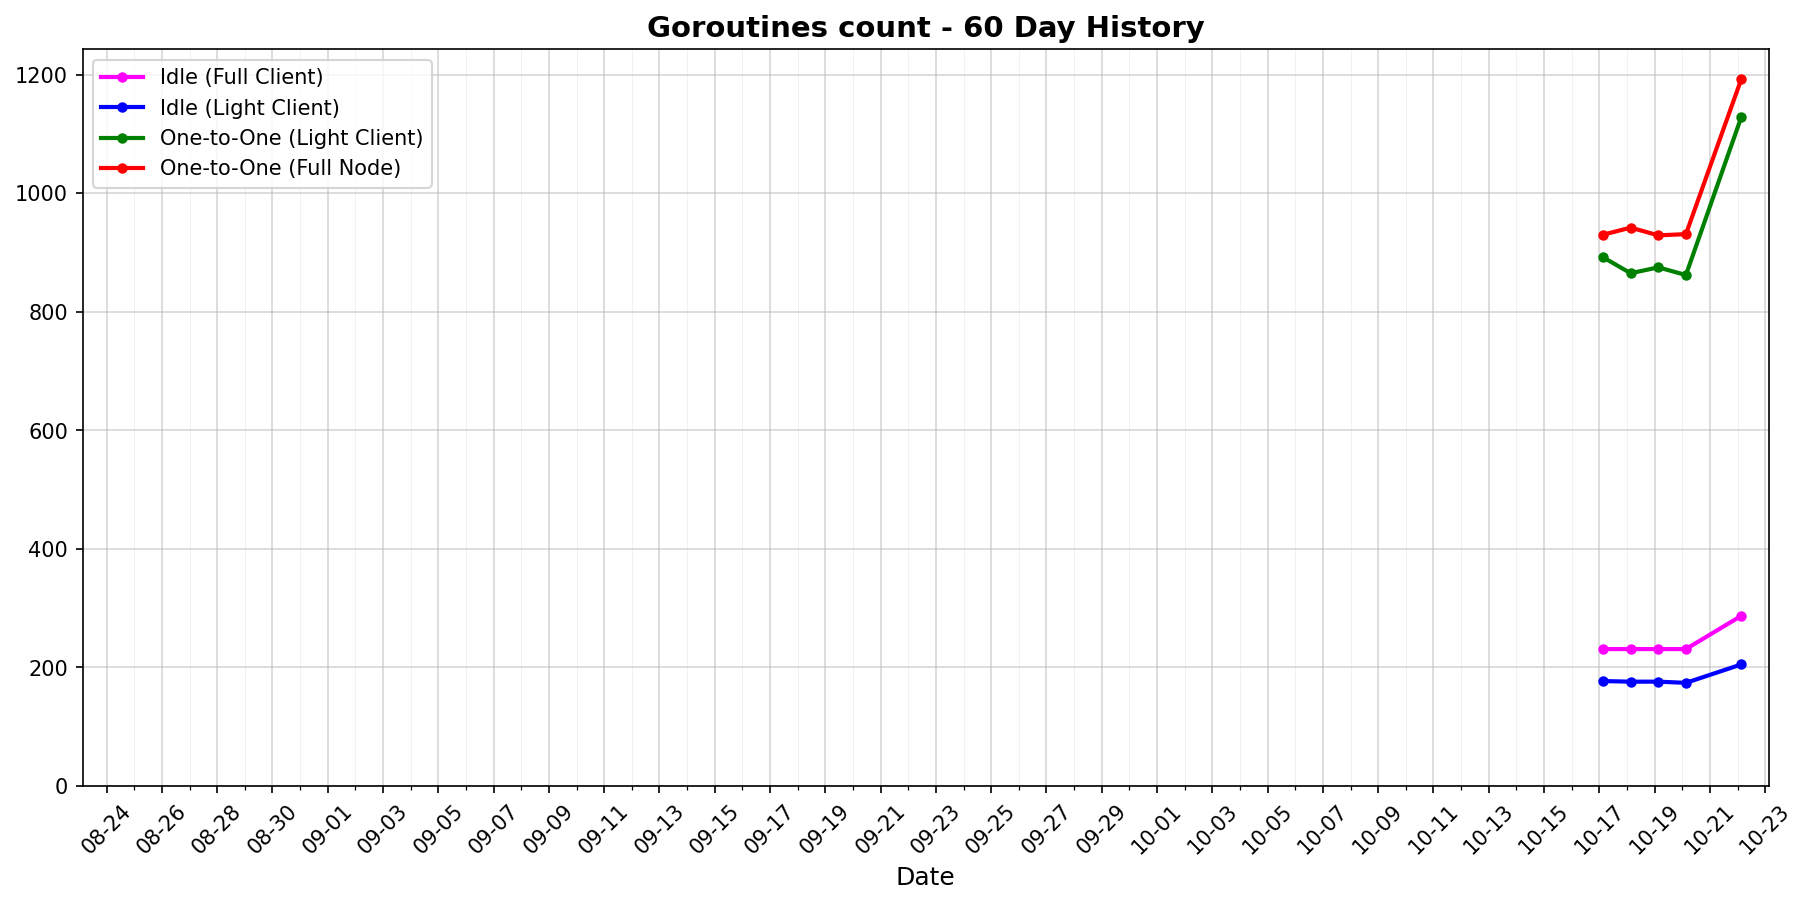 Goroutines count - 60 Day History
Idle (Full Client)
Idle (Light Client)
One-to-One (Light Client)
One-to-One (Full Node)
1200
1000
800
600
400
200
0
08-24 08-26 08-28 08-30 09-01 09-03 09-05 09-07 09-09 09-11 09-13 09-15 09-17 09-19 09-21 09-23 09-25 09-27 09-29 10-01 10-03 10-05 10-07 10-09 10-11 10-13 10-15 10-17 10-19 10-21 10-23
Date